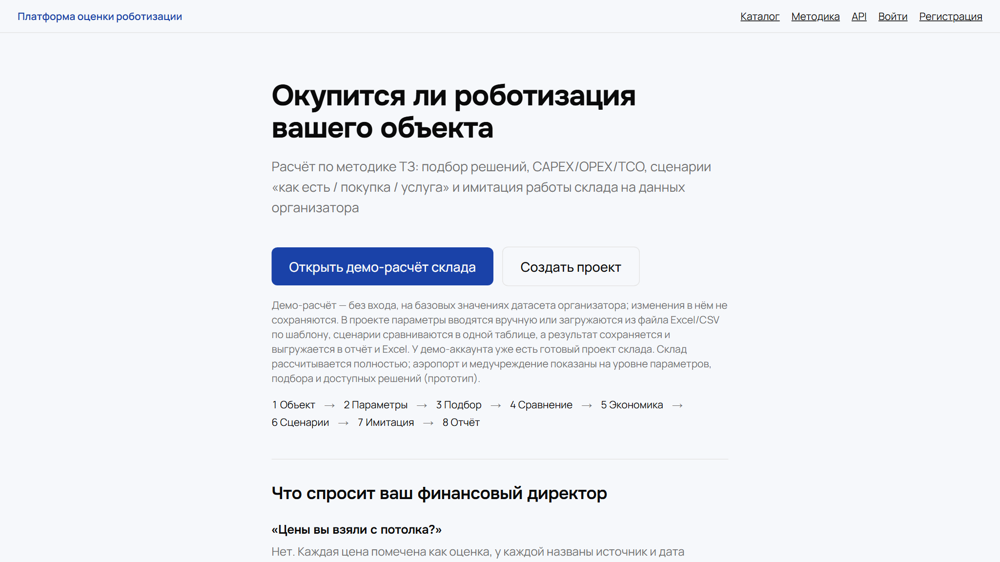 Платформа оценки роботизации
Каталог Методика API Войти Регистрация
Окупится ли роботизация
вашего объекта
Расчёт по методике ТЗ: подбор решений, CAPEX/OPEX/TCO, сценарии
«как есть / покупка / услуга» и имитация работы склада на данных
организатора
Открыть демо-расчёт склада
Создать проект
Демо-расчёт — без входа, на базовых значениях датасета организатора; изменения в нём не
сохраняются. В проекте параметры вводятся вручную или загружаются из файла Excel/CSV
по шаблону, сценарии сравниваются в одной таблице, а результат сохраняется и
выгружается в отчёт и Excel. У демо-аккаунта уже есть готовый проект склада. Склад
рассчитывается полностью; аэропорт и медучреждение показаны на уровне параметров,
подбора и доступных решений (прототип).
1 Объект → 2 Параметры → 3 Подбор → 4 Сравнение → 5 Экономика →
6 Сценарии → 7 Имитация → 8 Отчёт
Что спросит ваш финансовый директор
«Цены вы взяли с потолка?»
Нет. Каждая цена помечена как оценка, у каждой названы источник и дата